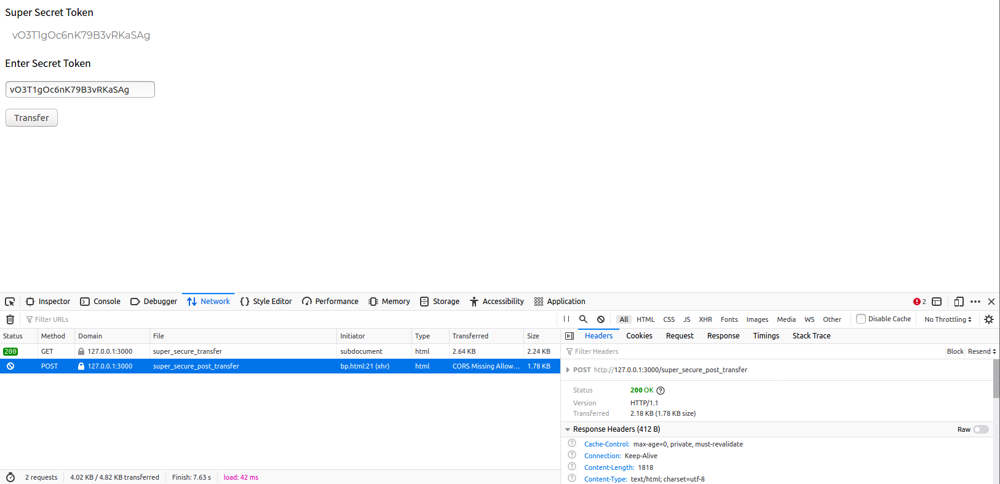 Super Secret Token
vO3T1gOc6nK79B3vRKaSAg
Enter Secret Token
vO3T1gOc6nK79B3vRKaSAg
Transfer
Inspector Console Debugger Network Style Editor Performance Memory Storage Accessibility Application 2
Filter URLs All HTML CSS JS XHR Fonts Images Media WS Other Disable Cache No Throttling
Status Method Domain File Initiator Type Transferred Size
200 GET 127.0.0.1:3000 super_secure_transfer subdocument html 2.64 KB 2.24 KB
POST 127.0.0.1:3000 super_secure_post_transfer bp.html:21 (xhr) html CORS Missing Allow… 1.78 KB
2 requests 4.02 KB / 4.82 KB transferred Finish: 7.63 s load: 42 ms
Headers Cookies Request Response Timings Stack Trace
Filter Headers Block Resend
POST http://127.0.0.1:3000/super_secure_post_transfer
Status 200 OK
Version HTTP/1.1
Transferred 2.18 KB (1.78 KB size)
Response Headers (412 B) Raw
Cache-Control: max-age=0, private, must-revalidate
Connection: Keep-Alive
Content-Length: 1818
Content-Type: text/html; charset=utf-8